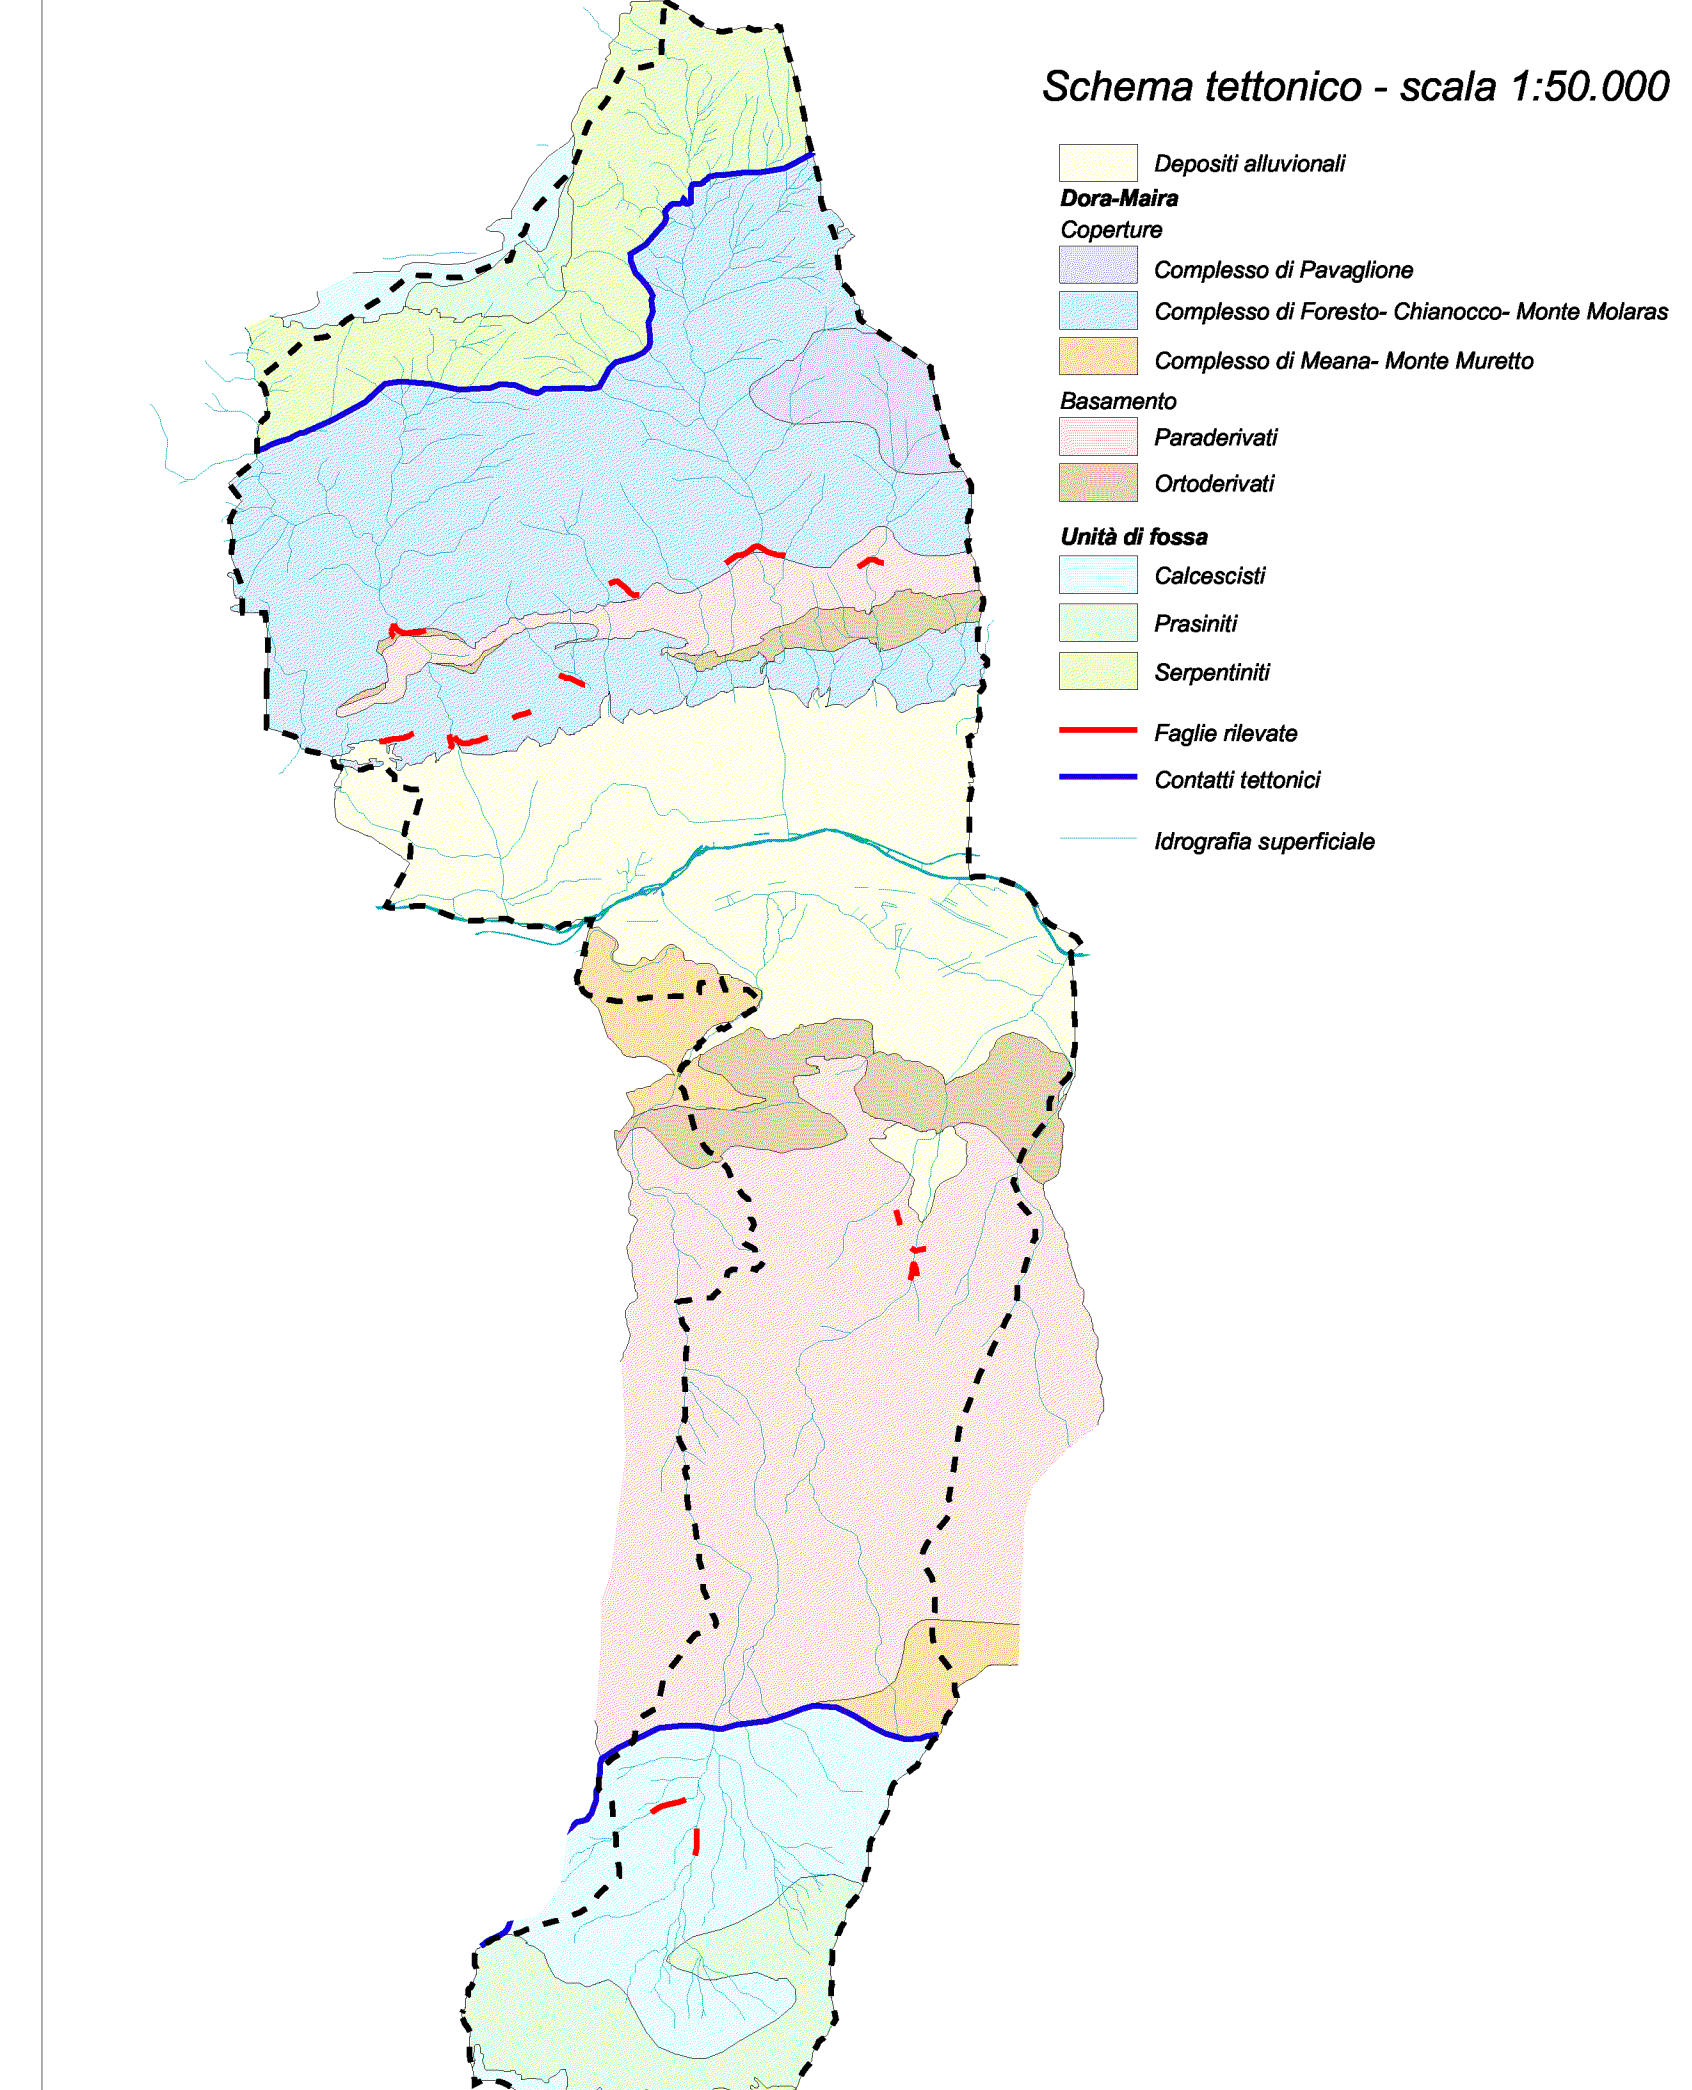 Schema tettonico - scala 1:50.000
Depositi alluvionali
Dora-Maira
Coperture
Complesso di Pavaglione
Complesso di Foresto- Chianocco- Monte Molaras
Complesso di Meana- Monte Muretto
Basamento
Paraderivati
Ortoderivati
Unità di fossa
Calcescisti
Prasiniti
Serpentiniti
Faglie rilevate
Contatti tettonici
Idrografia superficiale